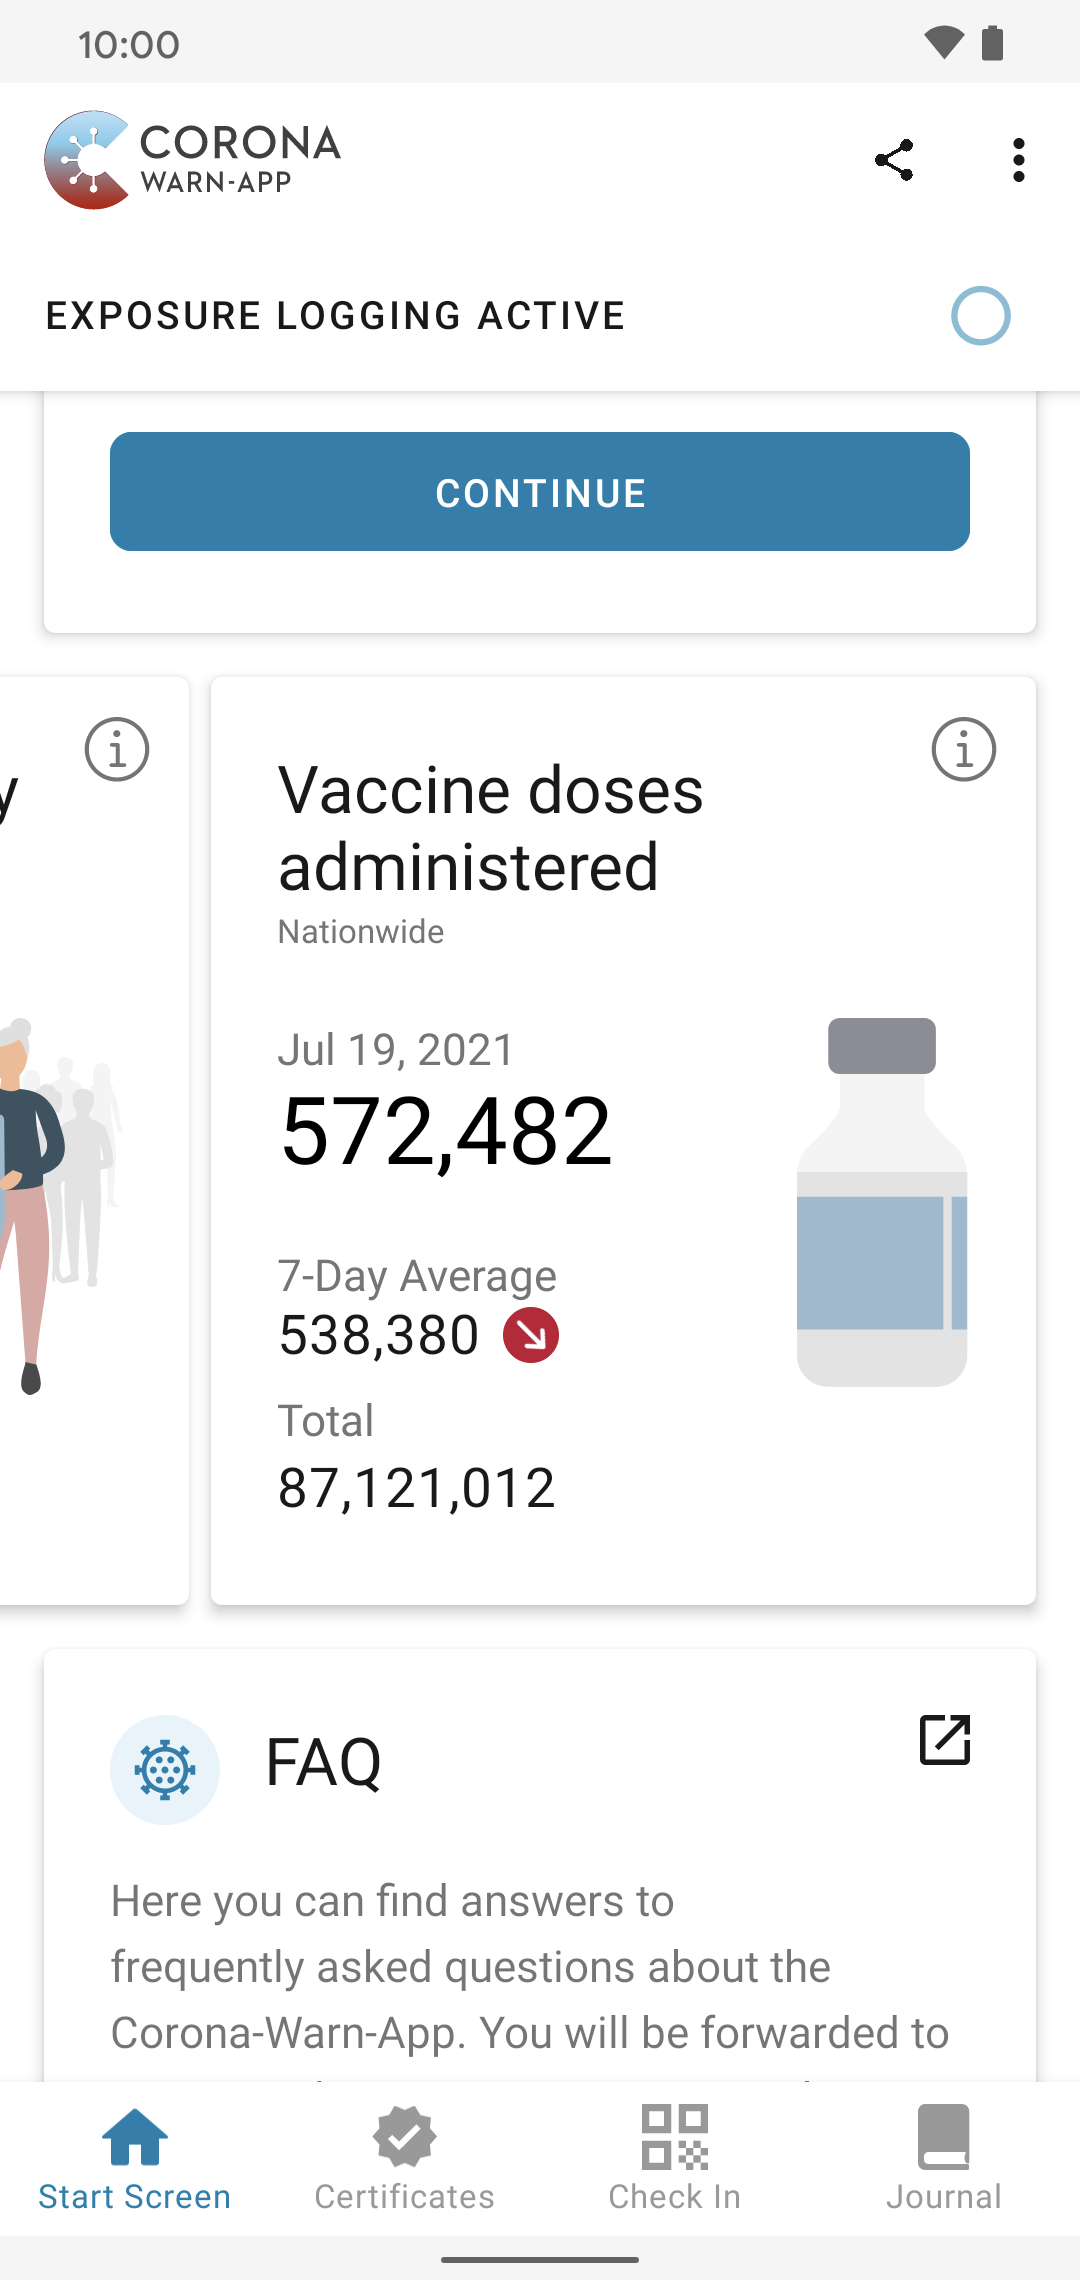 10:00
CORONA
WARN-APP
EXPOSURE LOGGING ACTIVE
CONTINUE
y
Vaccine doses
administered
Nationwide
Jul 19, 2021
572,482
7-Day Average
538,380
Total
87,121,012
FAQ
Here you can find answers to
frequently asked questions about the
Corona-Warn-App. You will be forwarded to
Start Screen
Certificates
Check In
Journal